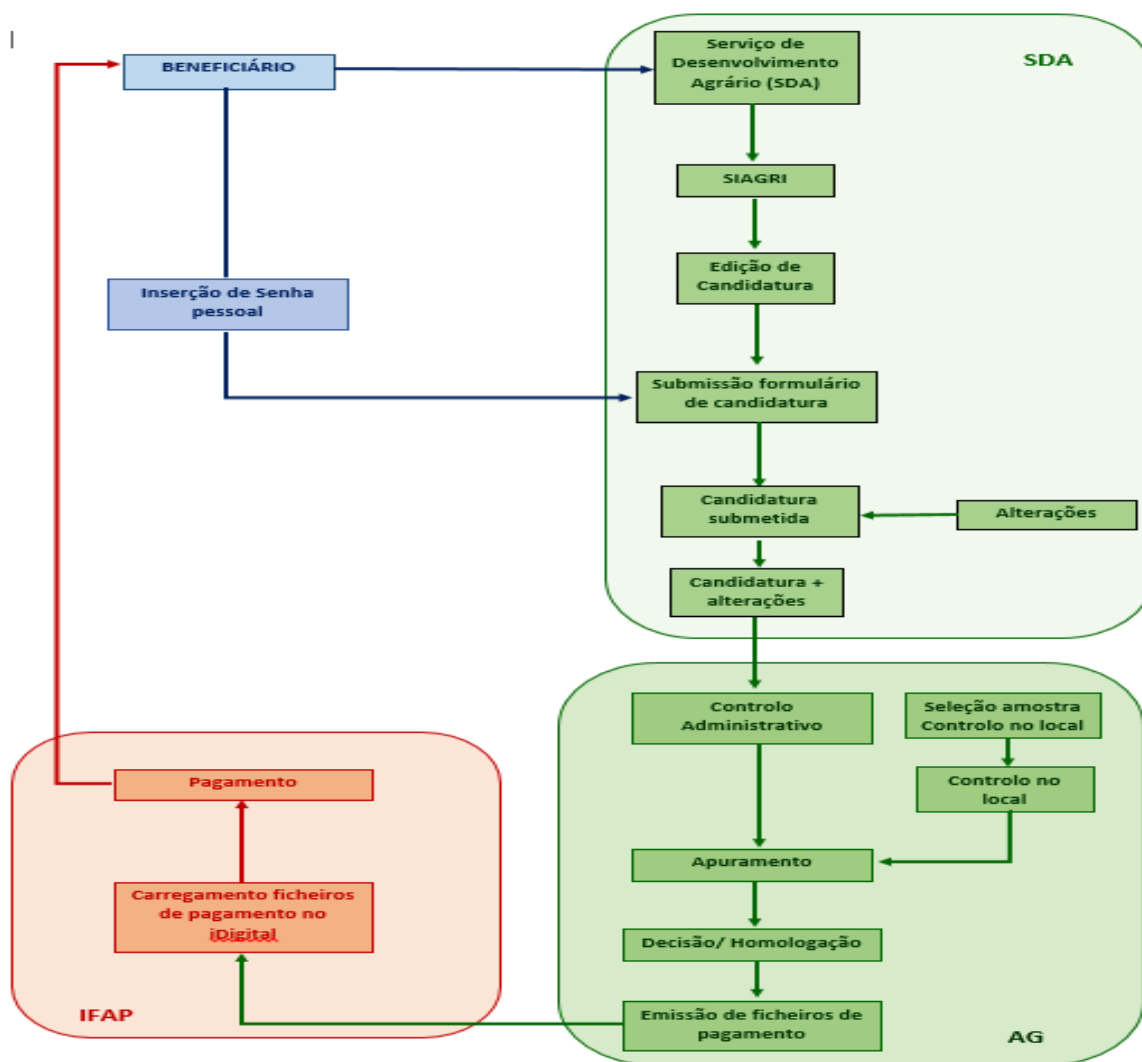 BENEFICIÁRIO
Serviço de
Desenvolvimento
Agrário (SDA)
SDA
SIAGRI
Edição de
Candidatura
Inserção de Senha
pessoal
Submissão formulário
de candidatura
Candidatura
submetida
Alterações
Candidatura +
alterações
Controlo
Administrativo
Seleção amostra
Controlo no local
Controlo no
local
Pagamento
Apuramento
Carregamento ficheiros
de pagamento no
iDigital
Decisão/ Homologação
Emissão de ficheiros de
pagamento
IFAP
AG